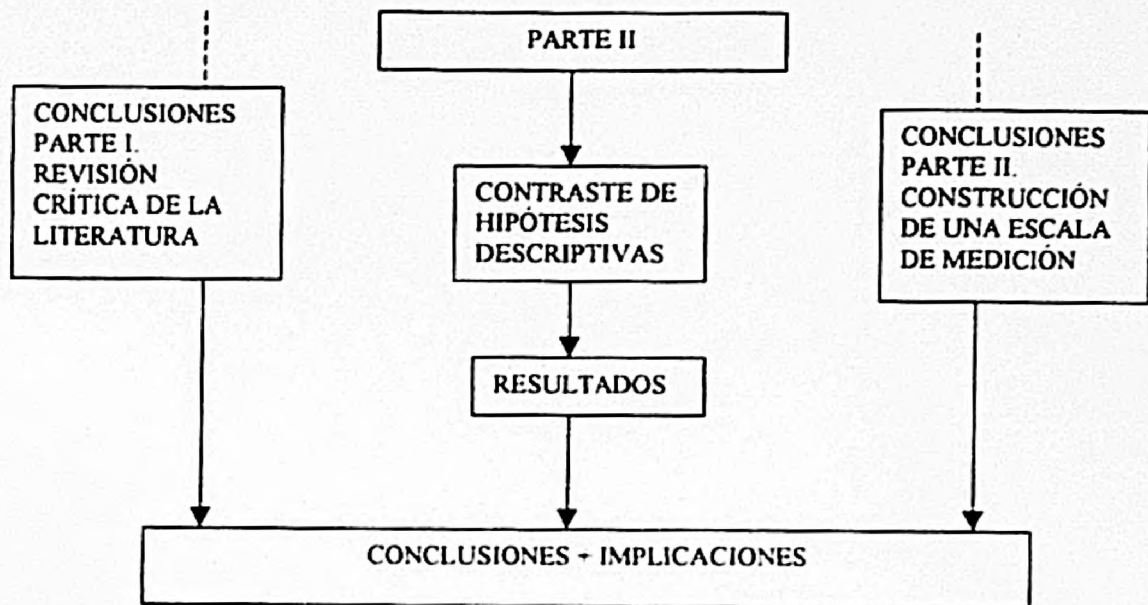 PARTE II
CONCLUSIONES
PARTE I.
REVISIÓN
CRÍTICA DE LA
LITERATURA
CONTRASTE DE
HIPÓTESIS
DESCRIPTIVAS
CONCLUSIONES
PARTE II.
CONSTRUCCIÓN
DE UNA ESCALA
DE MEDICIÓN
RESULTADOS
CONCLUSIONES + IMPLICACIONES